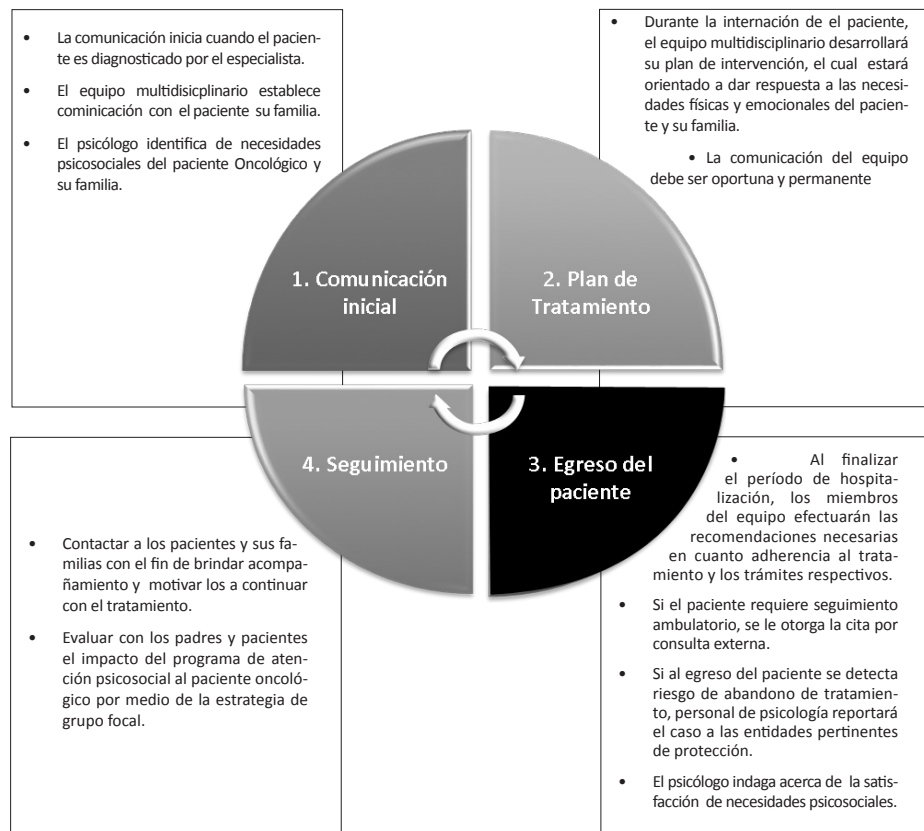 • La comunicación inicia cuando el pacien-
te es diagnosticado por el especialista.
• El equipo multidisicplinario establece
cominicación con el paciente su familia.
• El psicólogo identifica de necesidades
psicosociales del paciente Oncológico y
su familia.
• Durante la internación de el paciente,
el equipo multidisciplinario desarrollará
su plan de intervención, el cual estará
orientado a dar respuesta a las necesi-
dades físicas y emocionales del pacien-
te y su familia.
• La comunicación del equipo
debe ser oportuna y permanente
1. Comunicación
inicial
2. Plan de
Tratamiento
4. Seguimiento
3. Egreso del
paciente
• Contactar a los pacientes y sus fa-
milias con el fin de brindar acompa-
ñamiento y motivar los a continuar
con el tratamiento.
• Evaluar con los padres y pacientes
el impacto del programa de aten-
ción psicosocial al paciente oncoló-
gico por medio de la estrategia de
grupo focal.
• Al finalizar
el período de hospita-
lización, los miembros
del equipo efectuarán las
recomendaciones necesarias
en cuanto adherencia al trata-
miento y los trámites respectivos.
• Si el paciente requiere seguimiento
ambulatorio, se le otorga la cita por
consulta externa.
• Si al egreso del paciente se detecta
riesgo de abandono de tratamien-
to, personal de psicología reportará
el caso a las entidades pertinentes
de protección.
• El psicólogo indaga acerca de la satis-
facción de necesidades psicosociales.